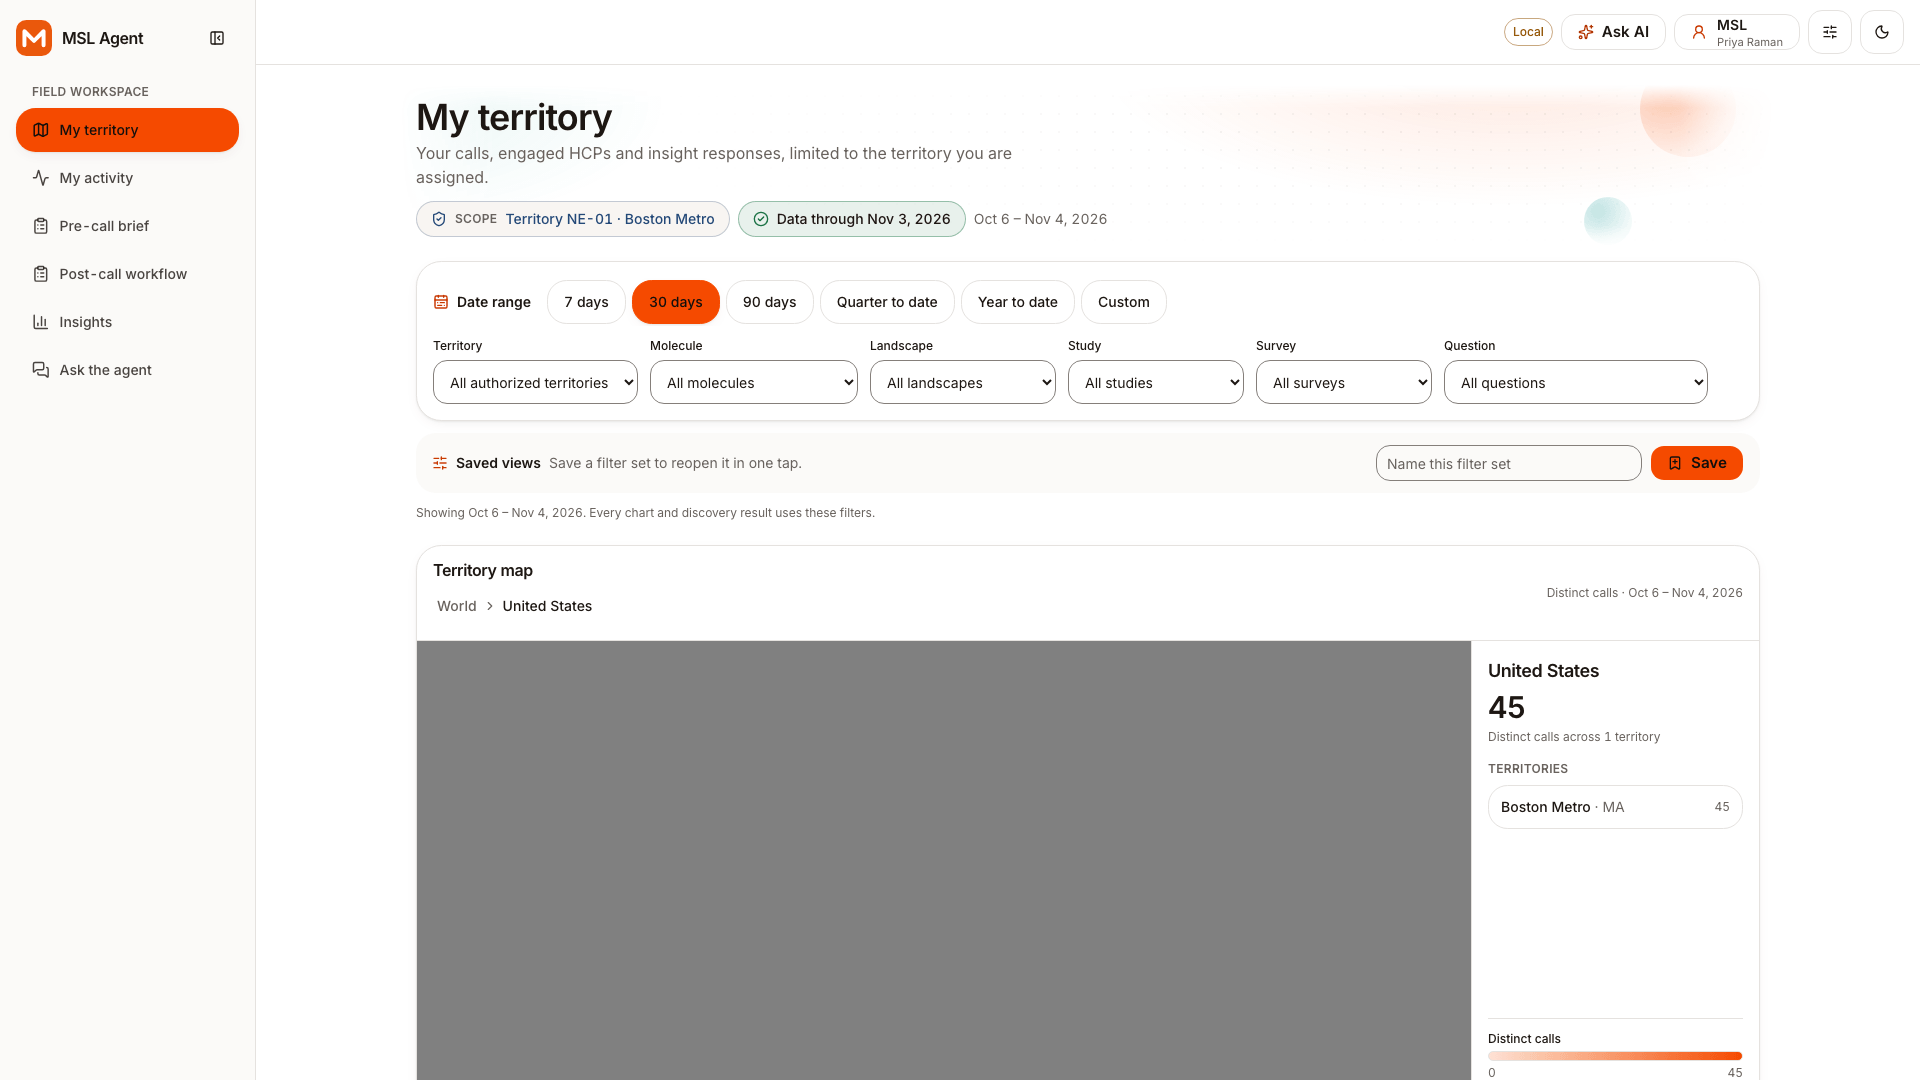 MSL Agent
FIELD WORKSPACE
My territory
My activity
Pre-call brief
Post-call workflow
Insights
Ask the agent
Local
Ask AI
MSL
Priya Raman
My territory
Your calls, engaged HCPs and insight responses, limited to the territory you are
assigned.
SCOPE Territory NE-01 · Boston Metro
Data through Nov 3, 2026
Oct 6 – Nov 4, 2026
Date range
7 days
30 days
90 days
Quarter to date
Year to date
Custom
Territory
Molecule
Landscape
Study
Survey
Question
All authorized territories
All molecules
All landscapes
All studies
All surveys
All questions
Saved views Save a filter set to reopen it in one tap.
Name this filter set
Save
Showing Oct 6 – Nov 4, 2026. Every chart and discovery result uses these filters.
Territory map
World > United States
Distinct calls · Oct 6 – Nov 4, 2026
United States
45
Distinct calls across 1 territory
TERRITORIES
Boston Metro · MA 45
Distinct calls
0 45